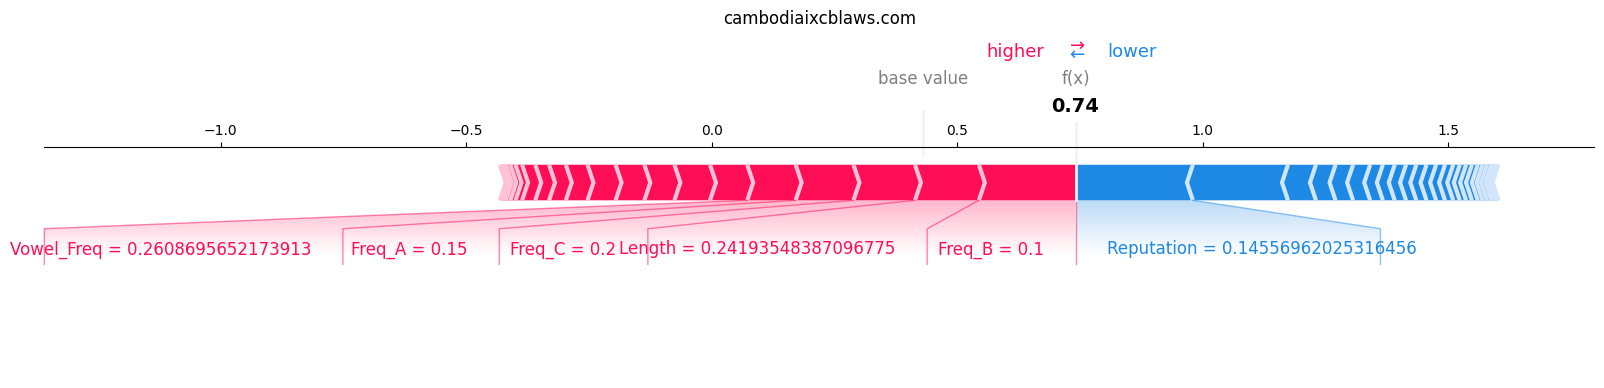 cambodiaixcblaws.com
higher → ← lower
base value f(x)
0.74
−1.0 −0.5 0.0 0.5 1.0 1.5
Vowel_Freq = 0.2608695652173913 Freq_A = 0.15 Freq_C = 0.2 Length = 0.24193548387096775 Freq_B = 0.1 Reputation = 0.14556962025316456